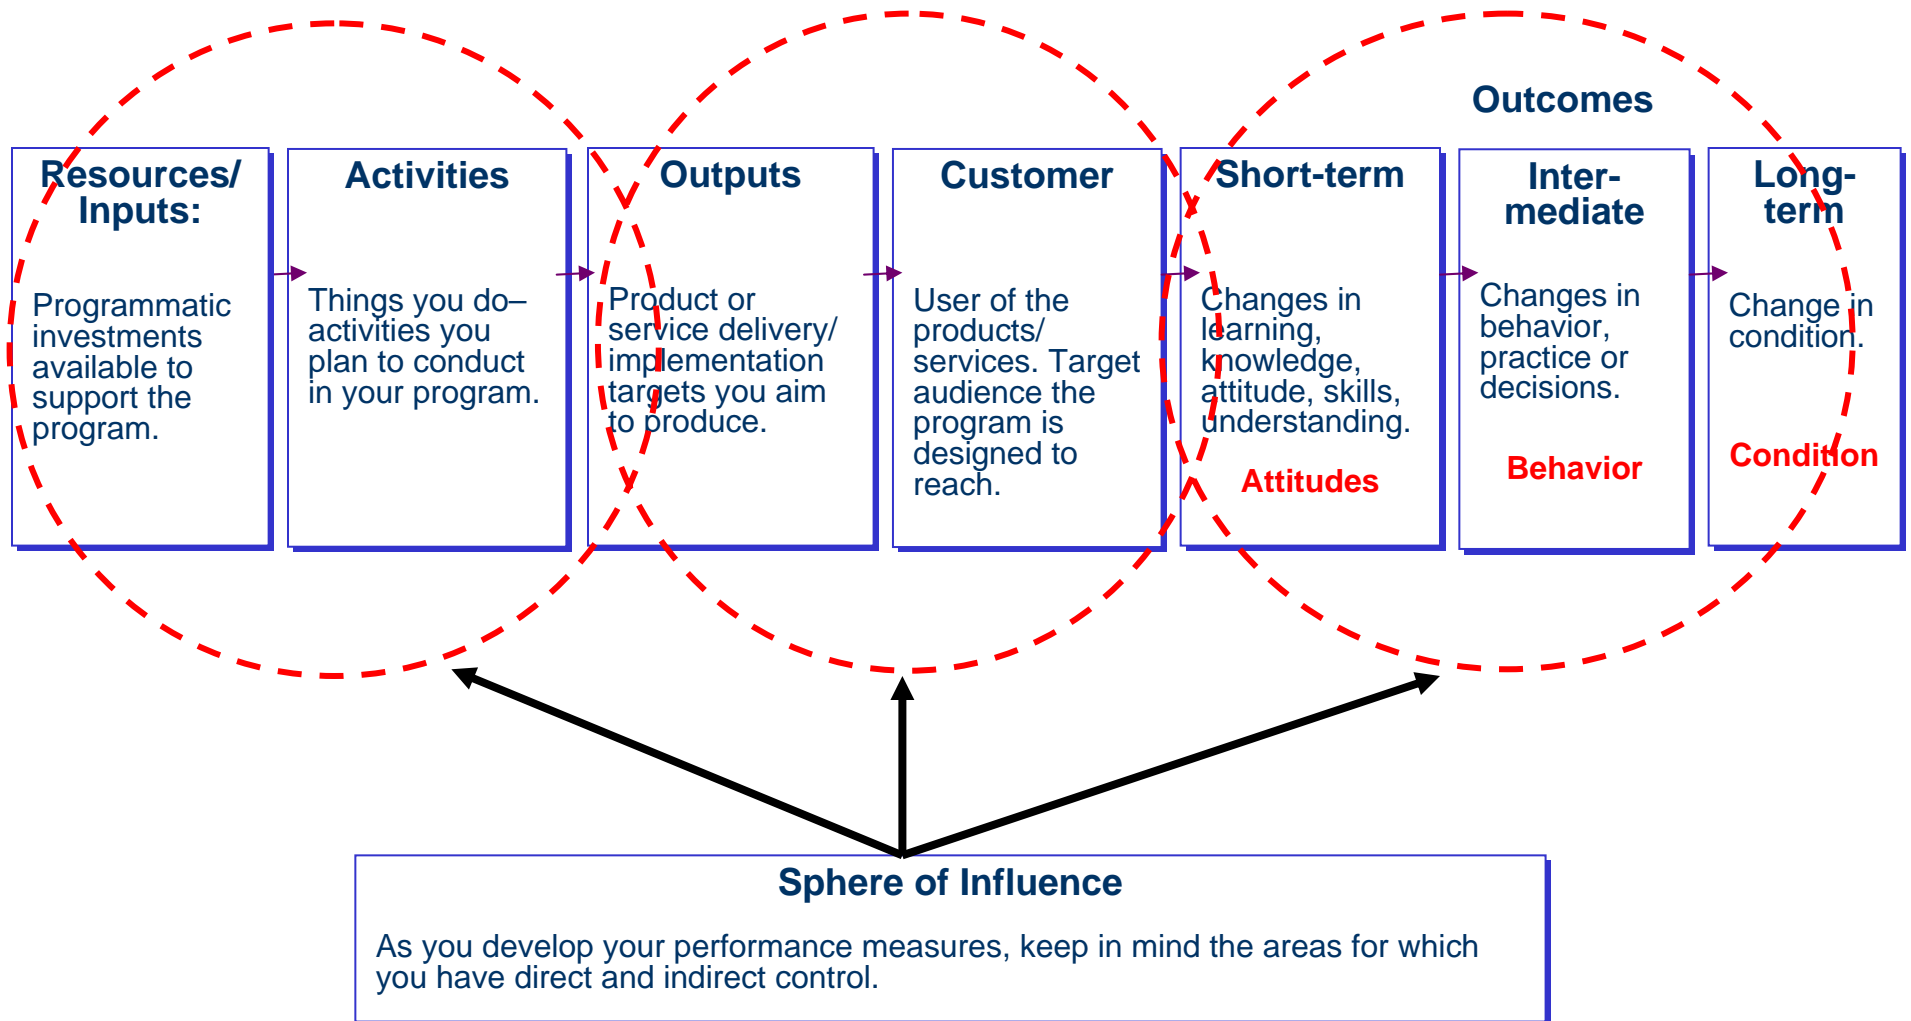 Outcomes
Resources/
Inputs:
Programmatic
investments
available to
support the
program.
Activities
Things you do–
activities you
plan to conduct
in your program.
Outputs
Product or
service delivery/
implementation
targets you aim
to produce.
Customer
User of the
products/
services. Target
audience the
program is
designed to
reach.
Short-term
Changes in
learning,
knowledge,
attitude, skills,
understanding.
Attitudes
Inter-
mediate
Changes in
behavior,
practice or
decisions.
Behavior
Long-
term
Change in
condition.
Condition
Sphere of Influence
As you develop your performance measures, keep in mind the areas for which
you have direct and indirect control.